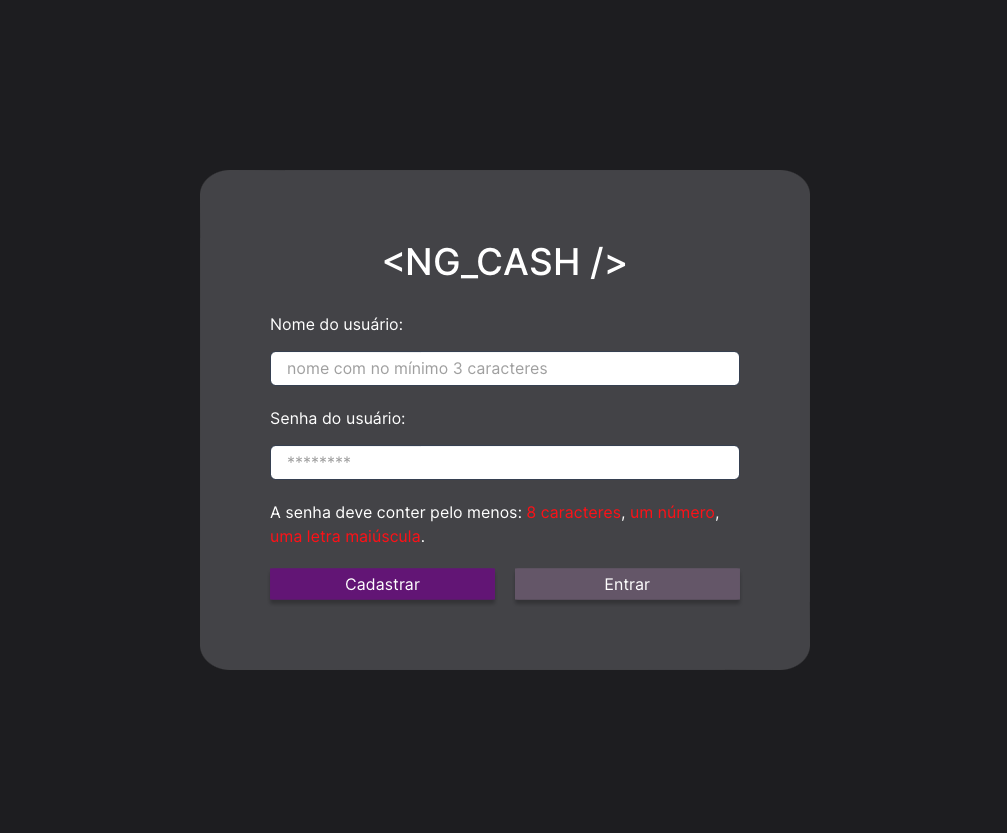 <NG_CASH />
Nome do usuário:
nome com no mínimo 3 caracteres
Senha do usuário:
********
A senha deve conter pelo menos: 8 caracteres, um número,
uma letra maiúscula.
Cadastrar
Entrar